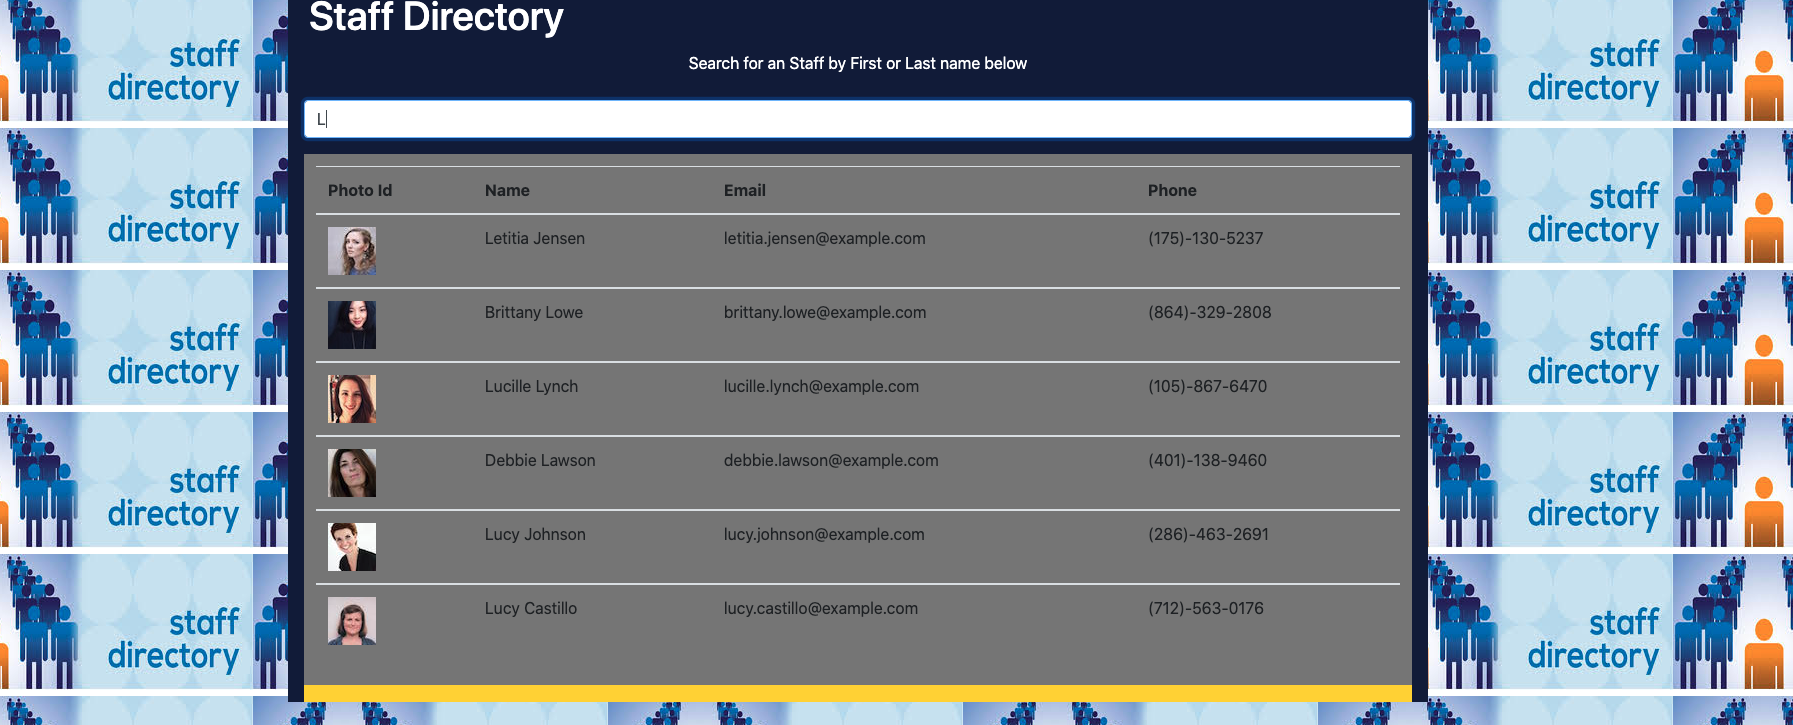 Staff Directory
Search for an Staff by First or Last name below
L
Photo Id Name Email Phone
Letitia Jensen letitia.jensen@example.com (175)-130-5237
Brittany Lowe brittany.lowe@example.com (864)-329-2808
Lucille Lynch lucille.lynch@example.com (105)-867-6470
Debbie Lawson debbie.lawson@example.com (401)-138-9460
Lucy Johnson lucy.johnson@example.com (286)-463-2691
Lucy Castillo lucy.castillo@example.com (712)-563-0176
staff
directory
staff
directory
staff
directory
staff
directory
staff
directory
staff
directory
staff
directory
staff
directory
staff
directory
staff
directory